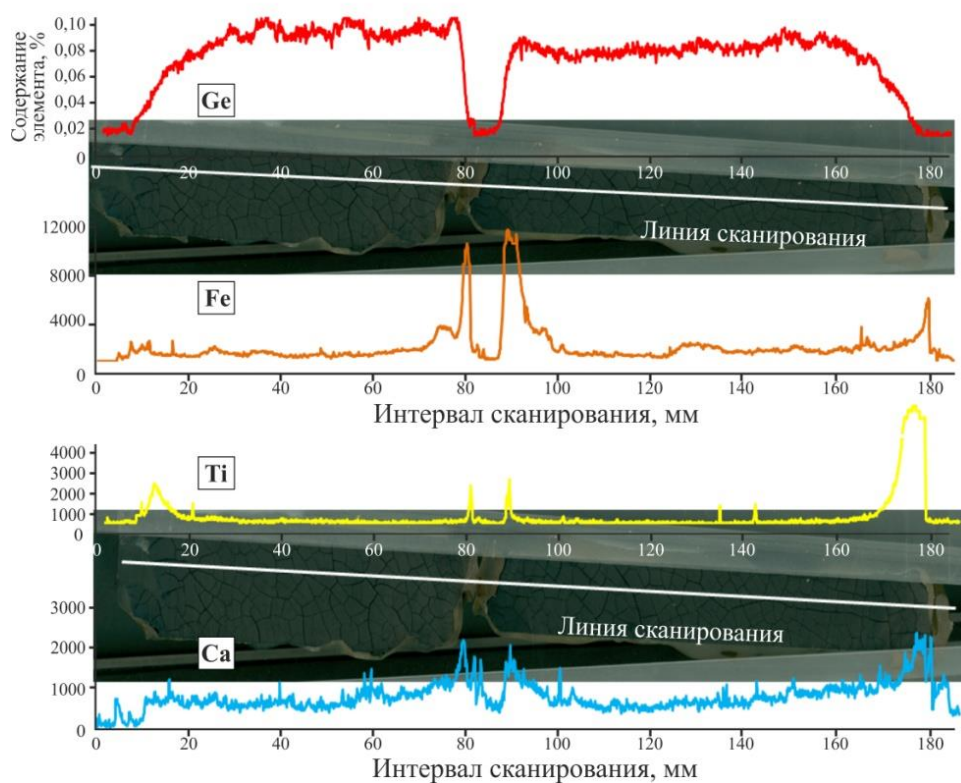 Содержание
элемента, %
0,10
0,08
0,06
0,04
0,02
0
Ge
0 20 40 60 80 100 120 140 160 180
Линия сканирования
12000
8000
4000
0
Fe
0 20 40 60 80 100 120 140 160 180
Интервал сканирования, мм
4000
3000
2000
1000
0
Ti
0 20 40 60 80 100 120 140 160 180
Линия сканирования
3000
2000
1000
0
Ca
0 20 40 60 80 100 120 140 160 180
Интервал сканирования, мм